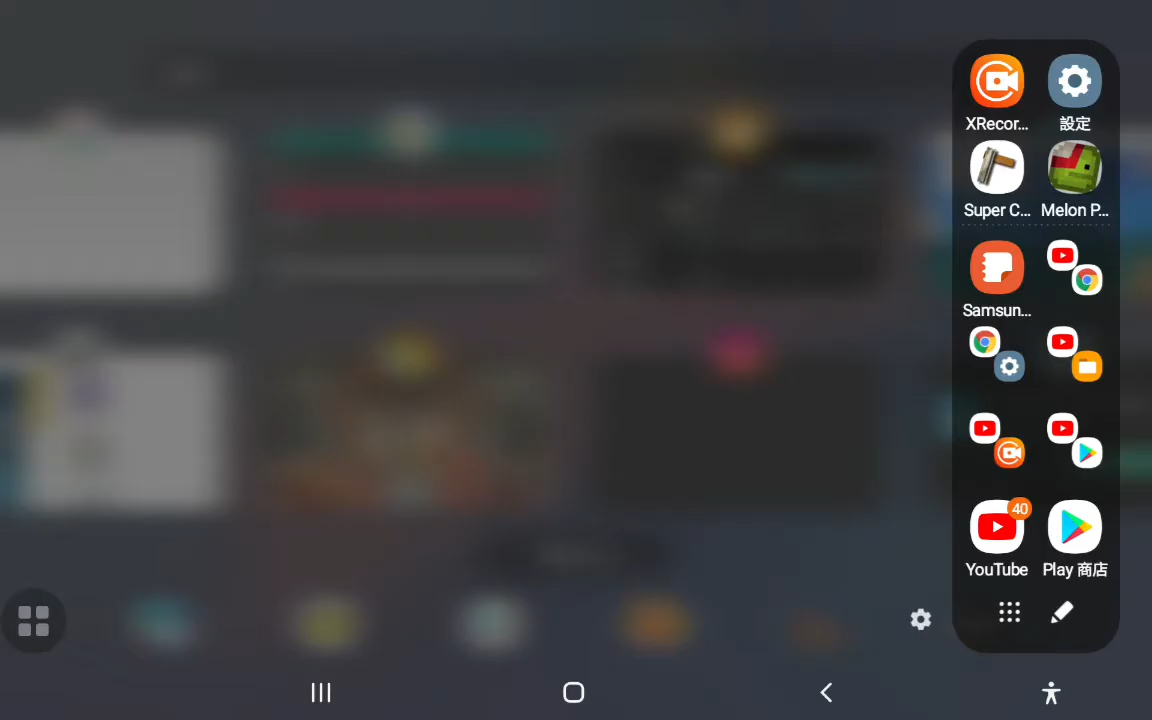 XRecor...
設定
Super C...
Melon P...
Samsun...
40
YouTube
Play 商店